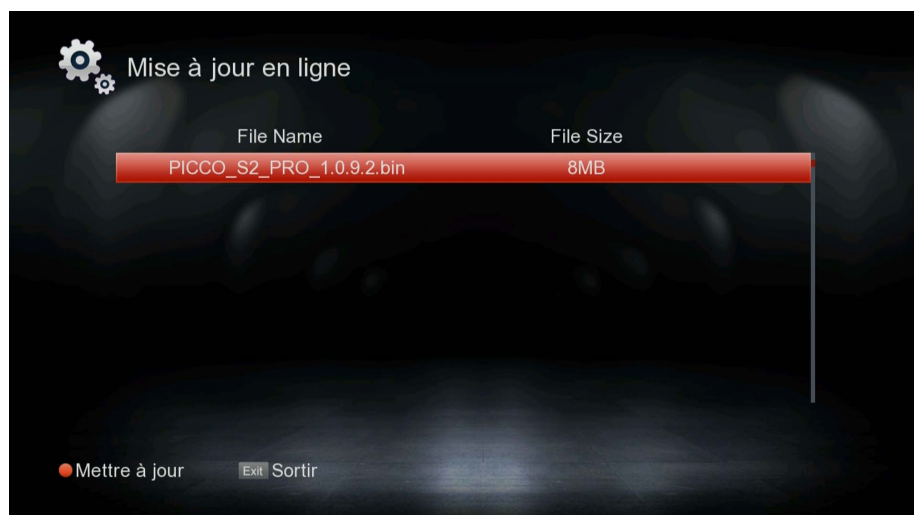 Mise à jour en ligne
File Name File Size
PICCO_S2_PRO_1.0.9.2.bin 8MB
Mettre à jour Exit Sortir